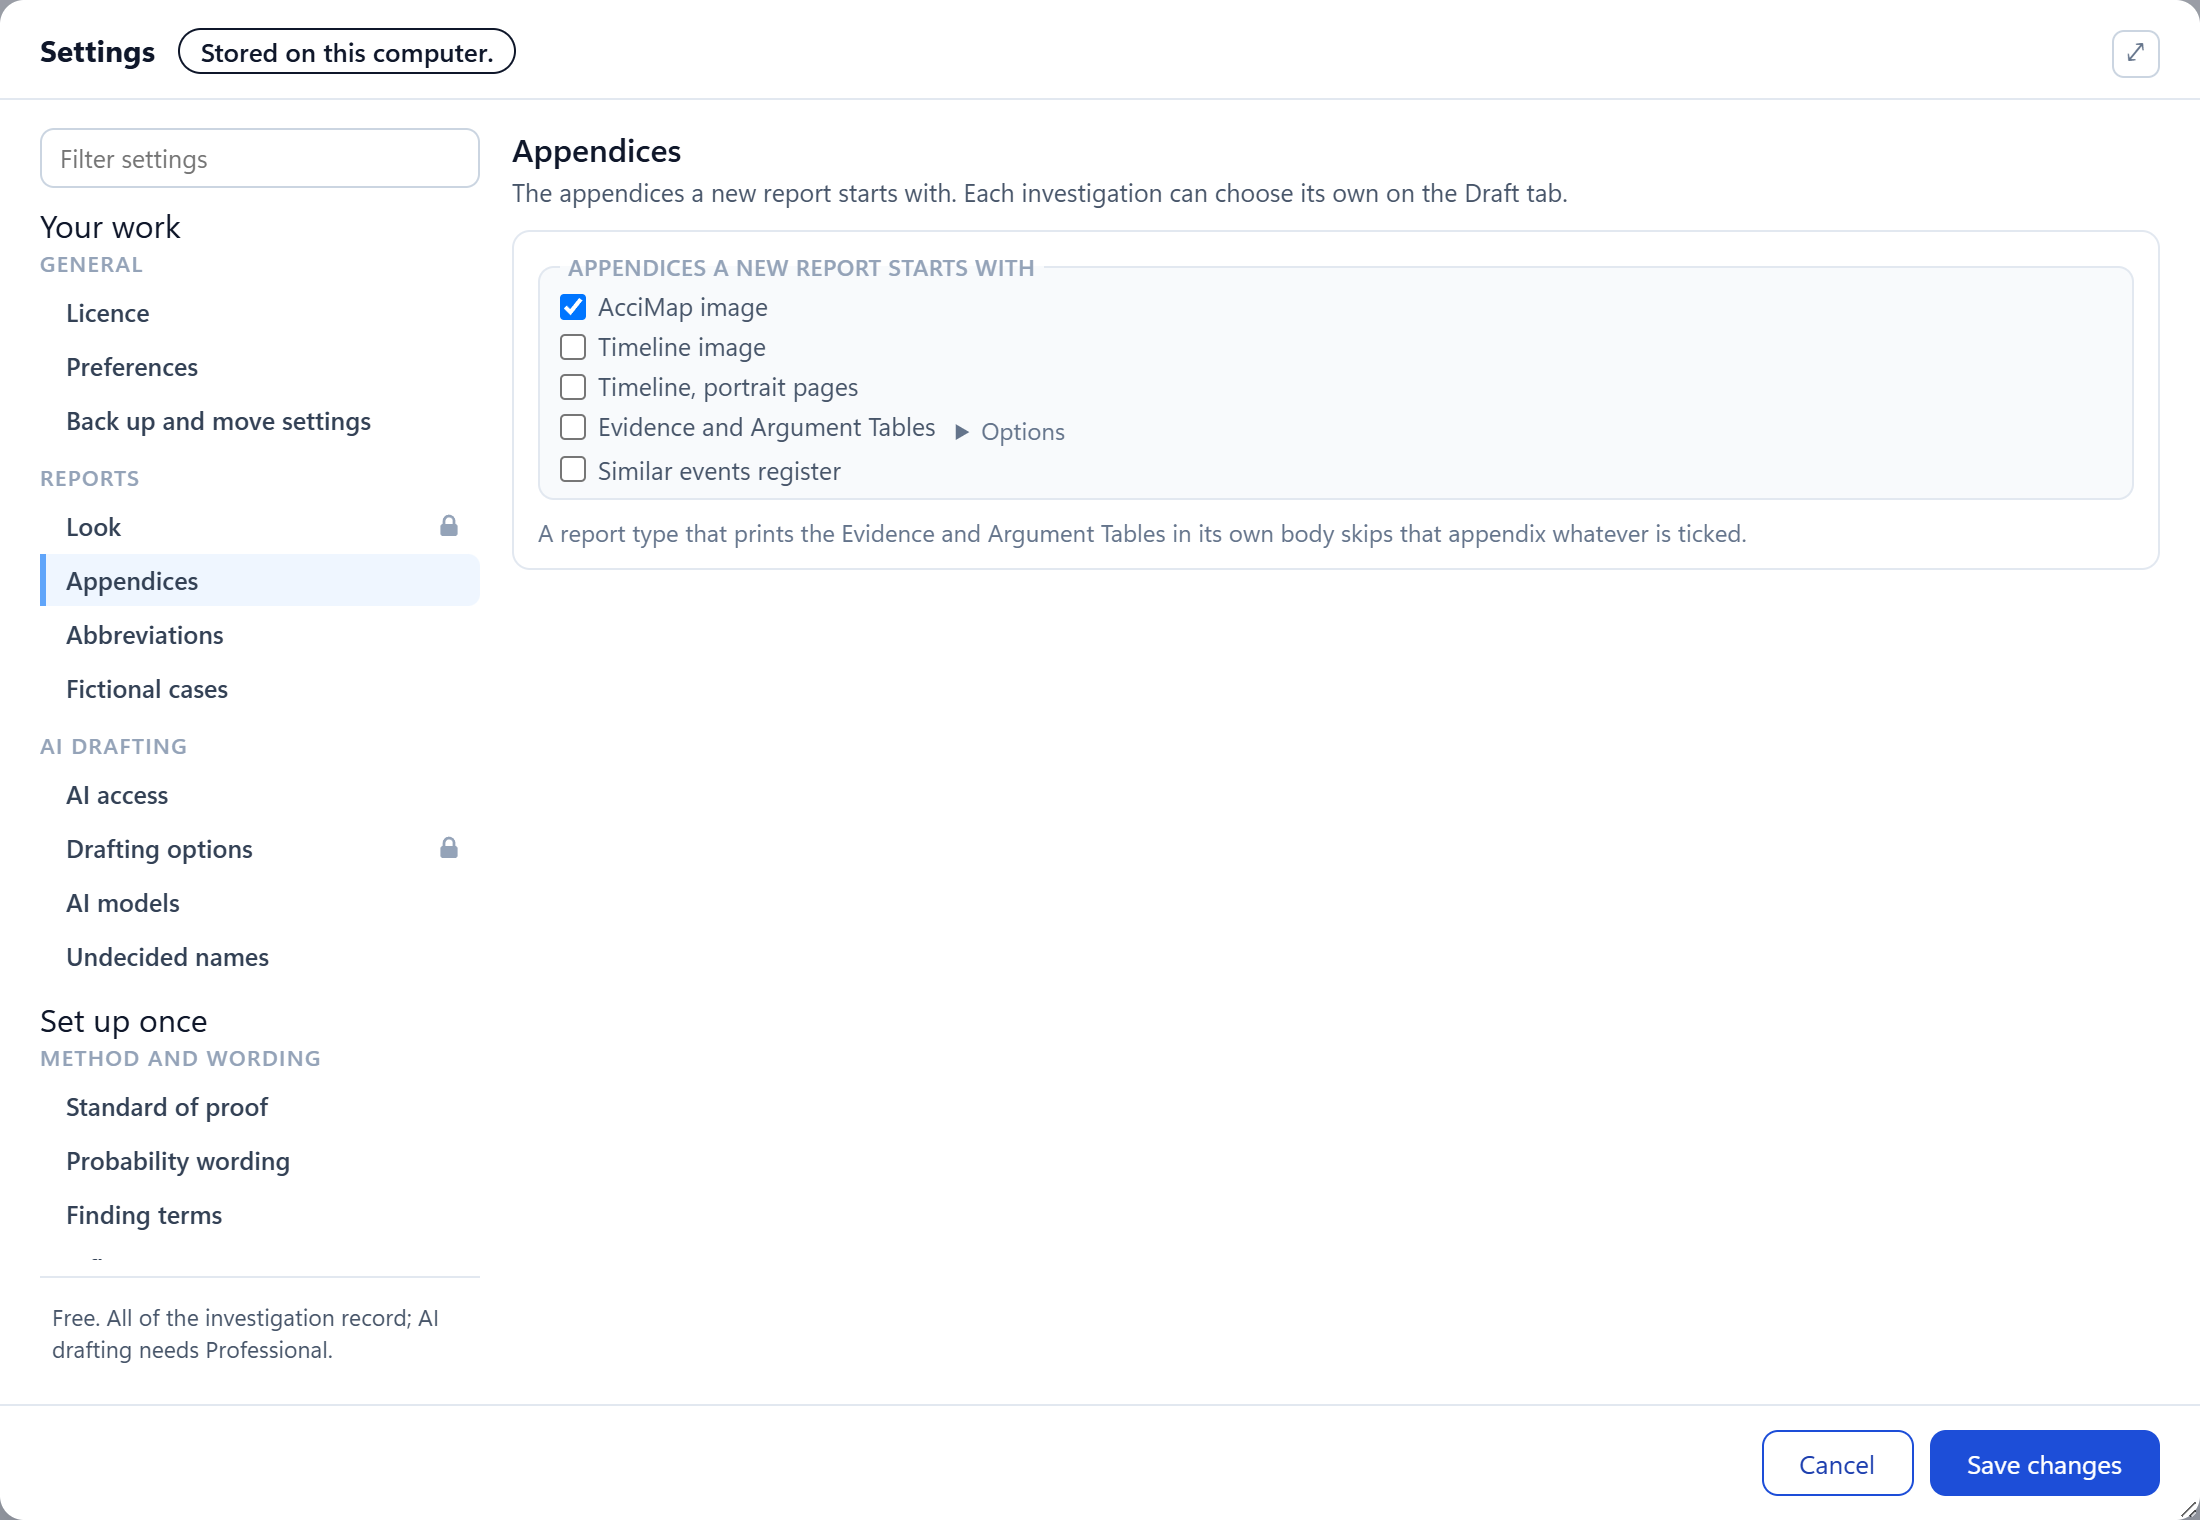 Settings
Stored on this computer.
Filter settings
Your work
GENERAL
Licence
Preferences
Back up and move settings
REPORTS
Look
Appendices
Abbreviations
Fictional cases
AI DRAFTING
AI access
Drafting options
AI models
Undecided names
Set up once
METHOD AND WORDING
Standard of proof
Probability wording
Finding terms
Free. All of the investigation record; AI
drafting needs Professional.
Appendices
The appendices a new report starts with. Each investigation can choose its own on the Draft tab.
APPENDICES A NEW REPORT STARTS WITH
AcciMap image
Timeline image
Timeline, portrait pages
Evidence and Argument Tables
Options
Similar events register
A report type that prints the Evidence and Argument Tables in its own body skips that appendix whatever is ticked.
Cancel
Save changes